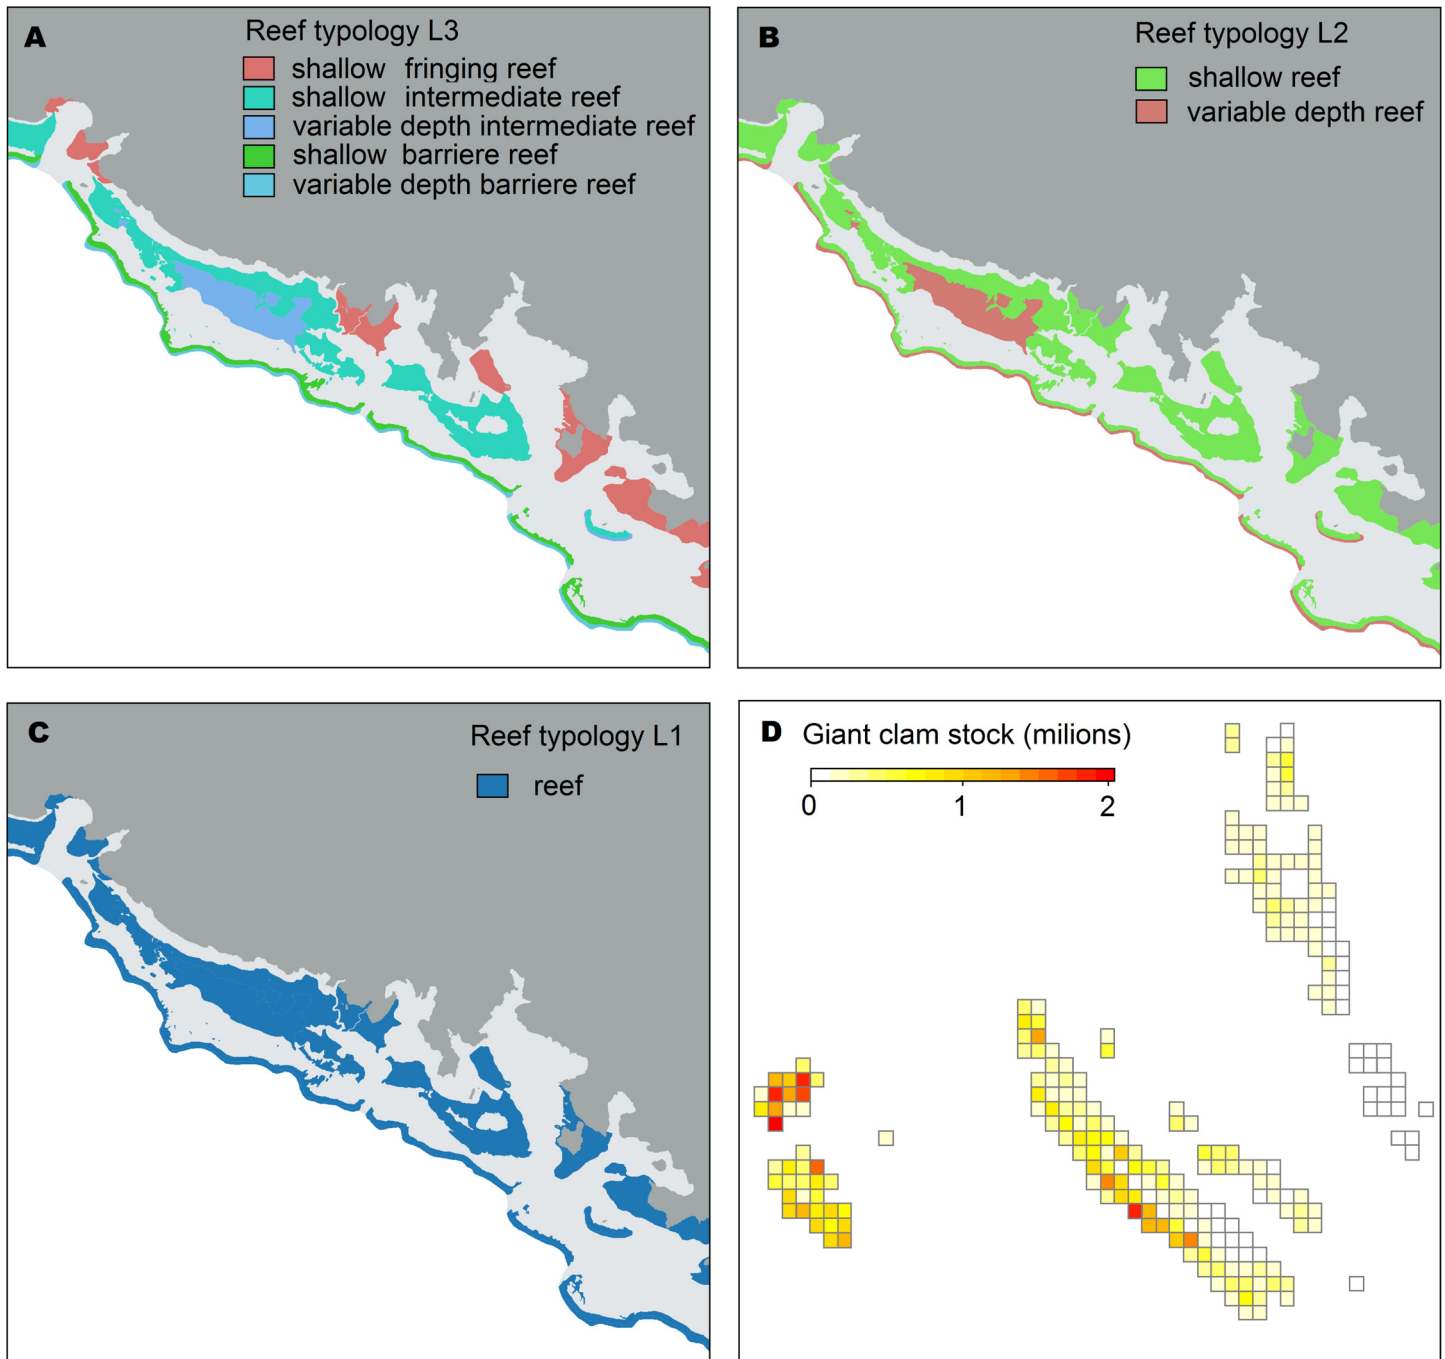 A
Reef typology L3
shallow fringing reef
shallow intermediate reef
variable depth intermediate reef
shallow barriere reef
variable depth barriere reef
B
Reef typology L2
shallow reef
variable depth reef
C
Reef typology L1
reef
D Giant clam stock (milions)
0 1 2